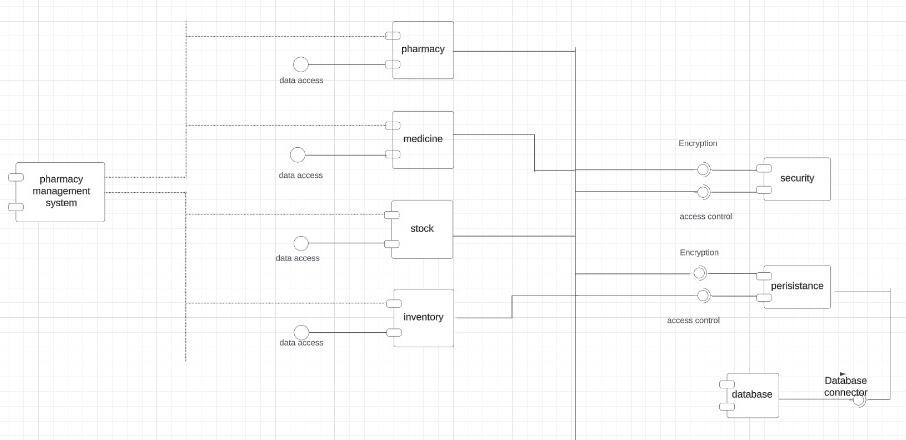 pharmacy
data access
medicine
Encryption
data access
pharmacy
management
system
security
access control
stock
data access
Encryption
perisistance
inventory
access control
data access
Database
connector
database